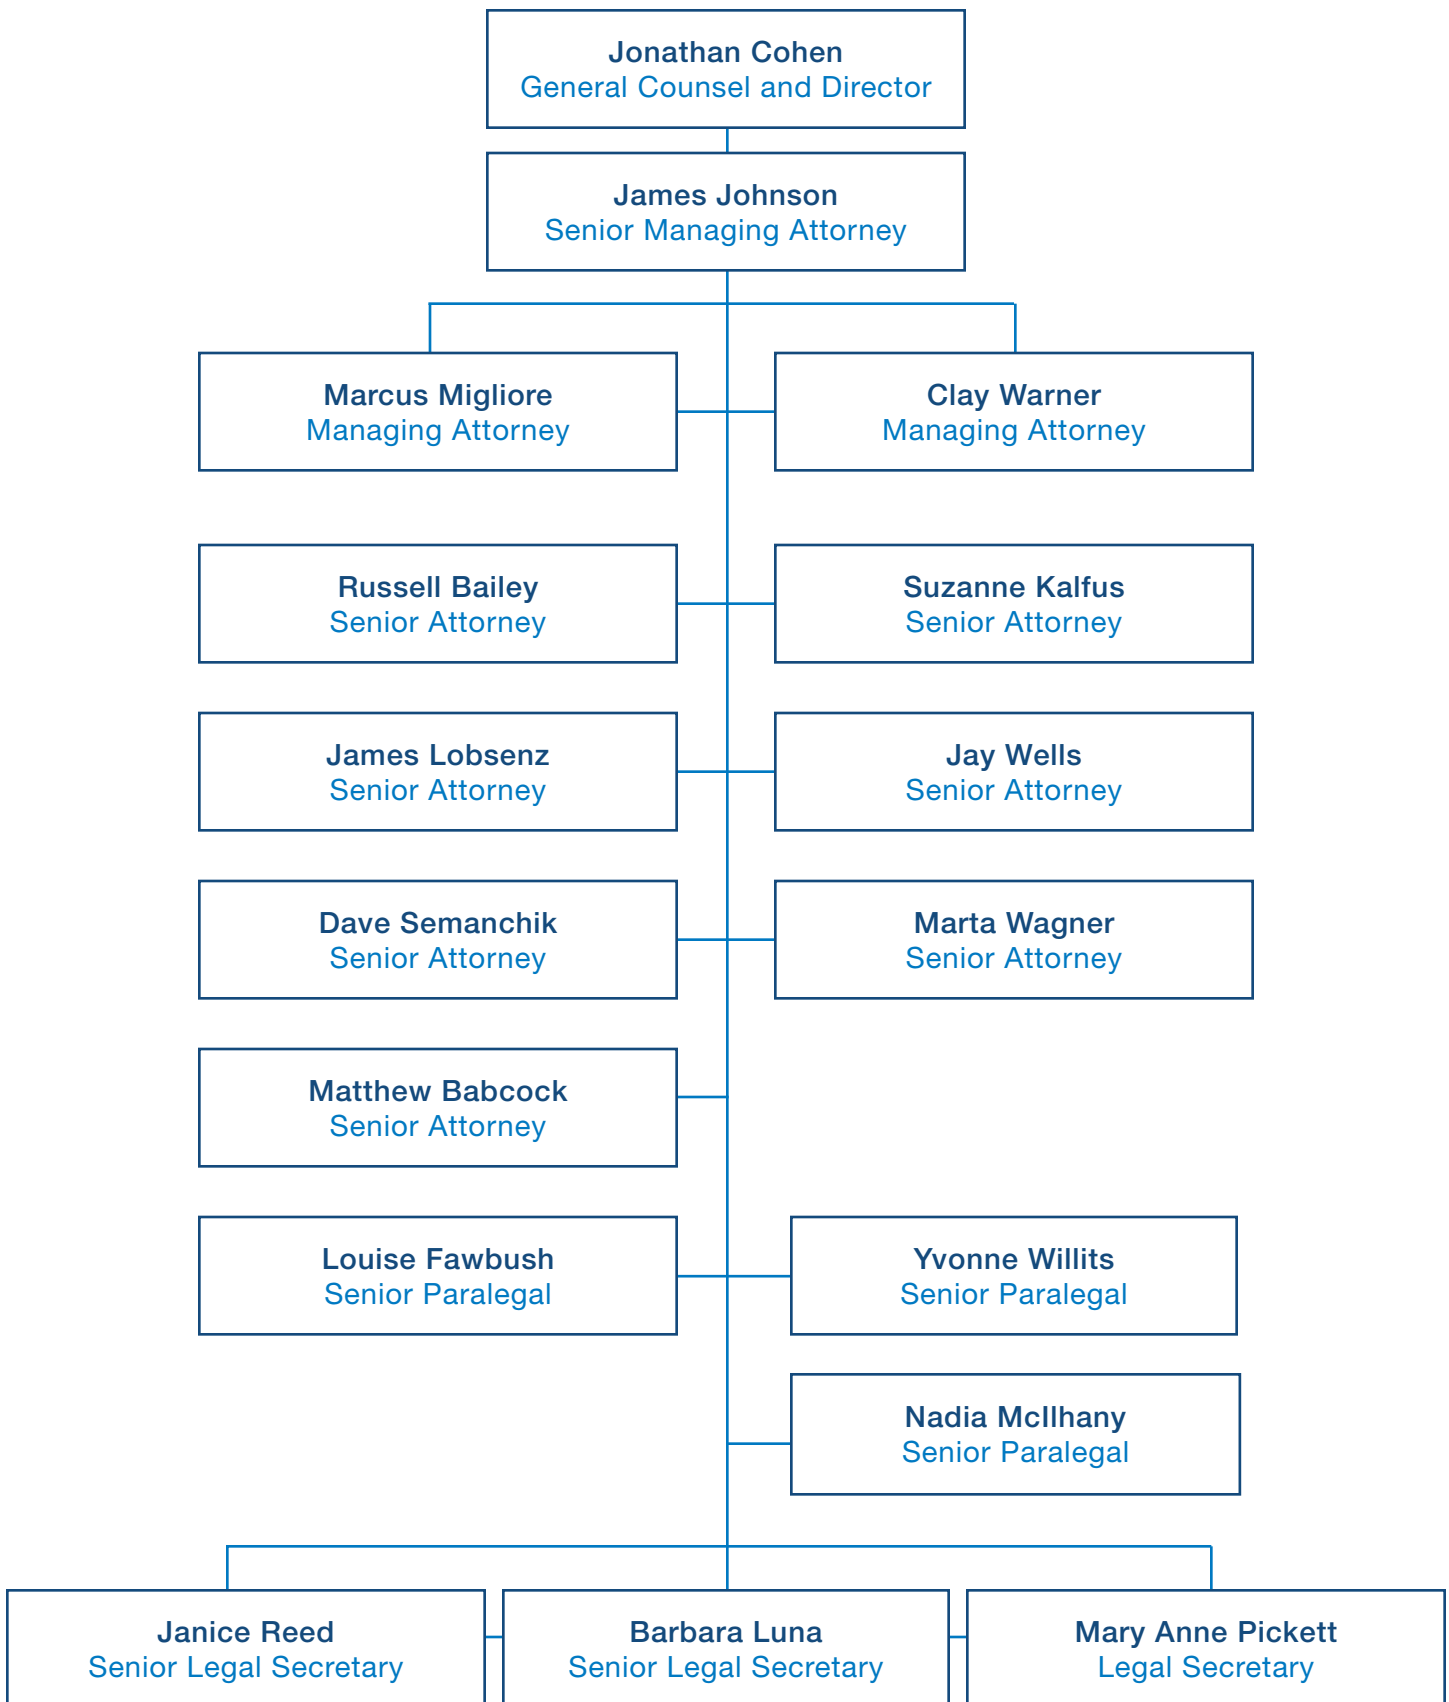 Jonathan Cohen
General Counsel and Director
James Johnson
Senior Managing Attorney
Marcus Migliore
Managing Attorney
Clay Warner
Managing Attorney
Russell Bailey
Senior Attorney
Suzanne Kalfus
Senior Attorney
James Lobsenz
Senior Attorney
Jay Wells
Senior Attorney
Dave Semanchik
Senior Attorney
Marta Wagner
Senior Attorney
Matthew Babcock
Senior Attorney
Louise Fawbush
Senior Paralegal
Yvonne Willits
Senior Paralegal
Nadia McIlhany
Senior Paralegal
Janice Reed
Senior Legal Secretary
Barbara Luna
Senior Legal Secretary
Mary Anne Pickett
Legal Secretary